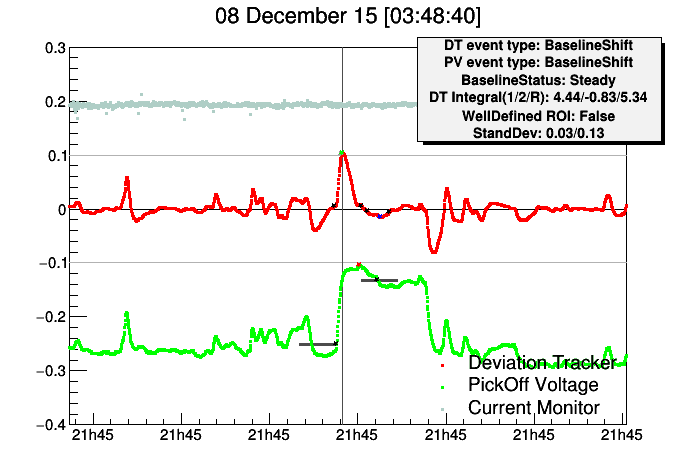 08 December 15 [03:48:40]
DT event type: BaselineShift
PV event type: BaselineShift
BaselineStatus: Steady
DT Integral(1/2/R): 4.44/-0.83/5.34
WellDefined ROI: False
StandDev: 0.03/0.13
0.3
0.2
0.1
0
−0.1
−0.2
−0.3
−0.4
Deviation Tracker
PickOff Voltage
Current Monitor
21h45 21h45 21h45 21h45 21h45 21h45 21h45